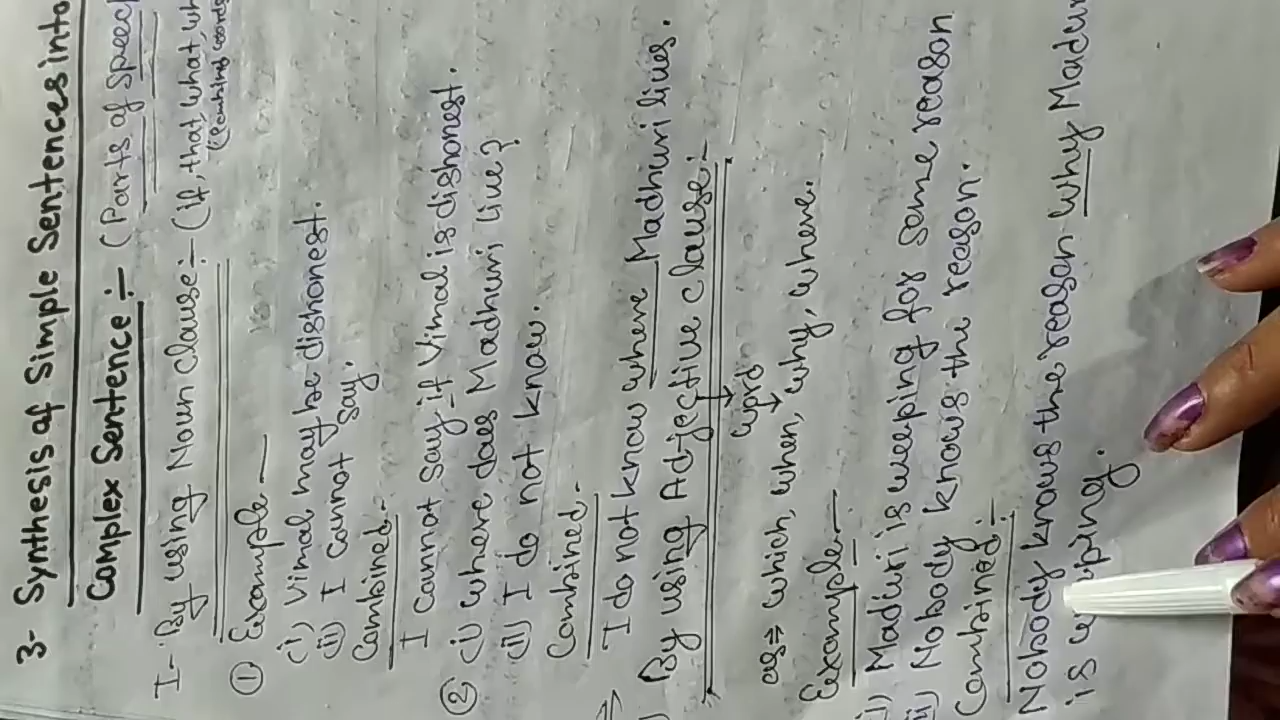 3- Synthesis of Simple Sentences into
Complex Sentence :- (Parts of Speech
I- By using Noun Clause :- (If, that, what, wh
(Combine words
① Example —
(i) Vimal may be dishonest.
(ii) I cannot say.
Combined -
I cannot say if Vimal is dishonest.
② (i) Where does Madhuri live?
(ii) I do not know.
Combined -
I do not know where Madhuri lives.
By using Adjective Clause :-
word
as ⇒ which, when, why, where.
Example —
i) Maduri is weeping for some reason
ii) Nobody knows the reason.
Combined :-
Nobody knows the reason why Madur
is weeping.